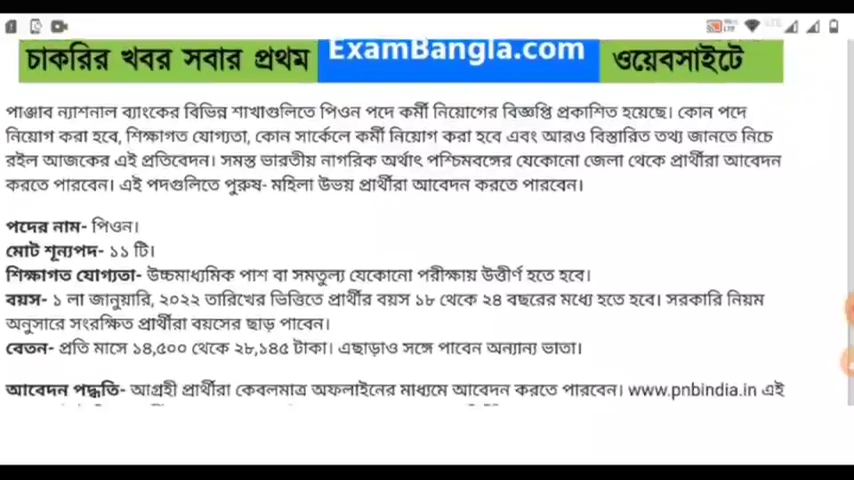 চাকরির খবর সবার প্রথম ExamBangla.com ওয়েবসাইটে
পাঞ্জাব ন্যাশনাল ব্যাংকের বিভিন্ন শাখাগুলিতে পিওন পদে কর্মী নিয়োগের বিজ্ঞপ্তি প্রকাশিত হয়েছে। কোন পদে
নিয়োগ করা হবে, শিক্ষাগত যোগ্যতা, কোন সার্কেলে কর্মী নিয়োগ করা হবে এবং আরও বিস্তারিত তথ্য জানতে নিচে
রইল আজকের এই প্রতিবেদন। সমস্ত ভারতীয় নাগরিক অর্থাৎ পশ্চিমবঙ্গের যেকোনো জেলা থেকে প্রার্থীরা আবেদন
করতে পারবেন। এই পদগুলিতে পুরুষ- মহিলা উভয় প্রার্থীরা আবেদন করতে পারবেন।
পদের নাম- পিওন।
মোট শূন্যপদ- ১১ টি।
শিক্ষাগত যোগ্যতা- উচ্চমাধ্যমিক পাশ বা সমতুল্য যেকোনো পরীক্ষায় উত্তীর্ণ হতে হবে।
বয়স- ১ লা জানুয়ারি, ২০২২ তারিখের ভিত্তিতে প্রার্থীর বয়স ১৮ থেকে ২৪ বছরের মধ্যে হতে হবে। সরকারি নিয়ম
অনুসারে সংরক্ষিত প্রার্থীরা বয়সের ছাড় পাবেন।
বেতন- প্রতি মাসে ১৪,৫০০ থেকে ২৮,১৪৫ টাকা। এছাড়াও সঙ্গে পাবেন অন্যান্য ভাতা।
আবেদন পদ্ধতি- আগ্রহী প্রার্থীরা কেবলমাত্র অফলাইনের মাধ্যমে আবেদন করতে পারবেন। www.pnbindia.in এই